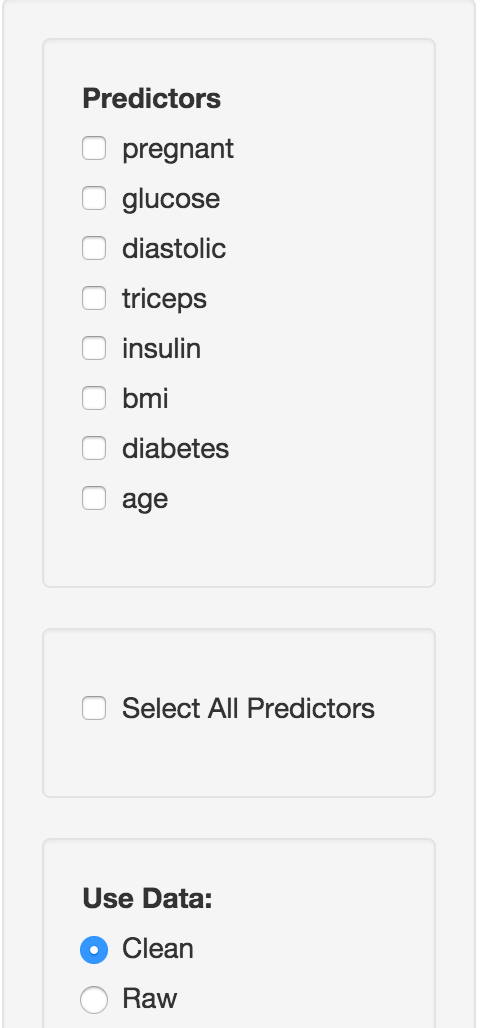 Predictors
pregnant
glucose
diastolic
triceps
insulin
bmi
diabetes
age
Select All Predictors
Use Data:
Clean
Raw